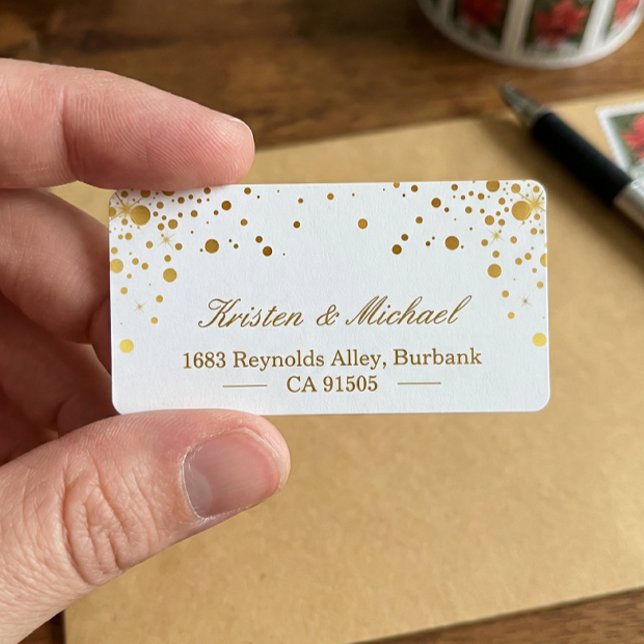 Kristen & Michael
1683 Reynolds Alley, Burbank
CA 91505